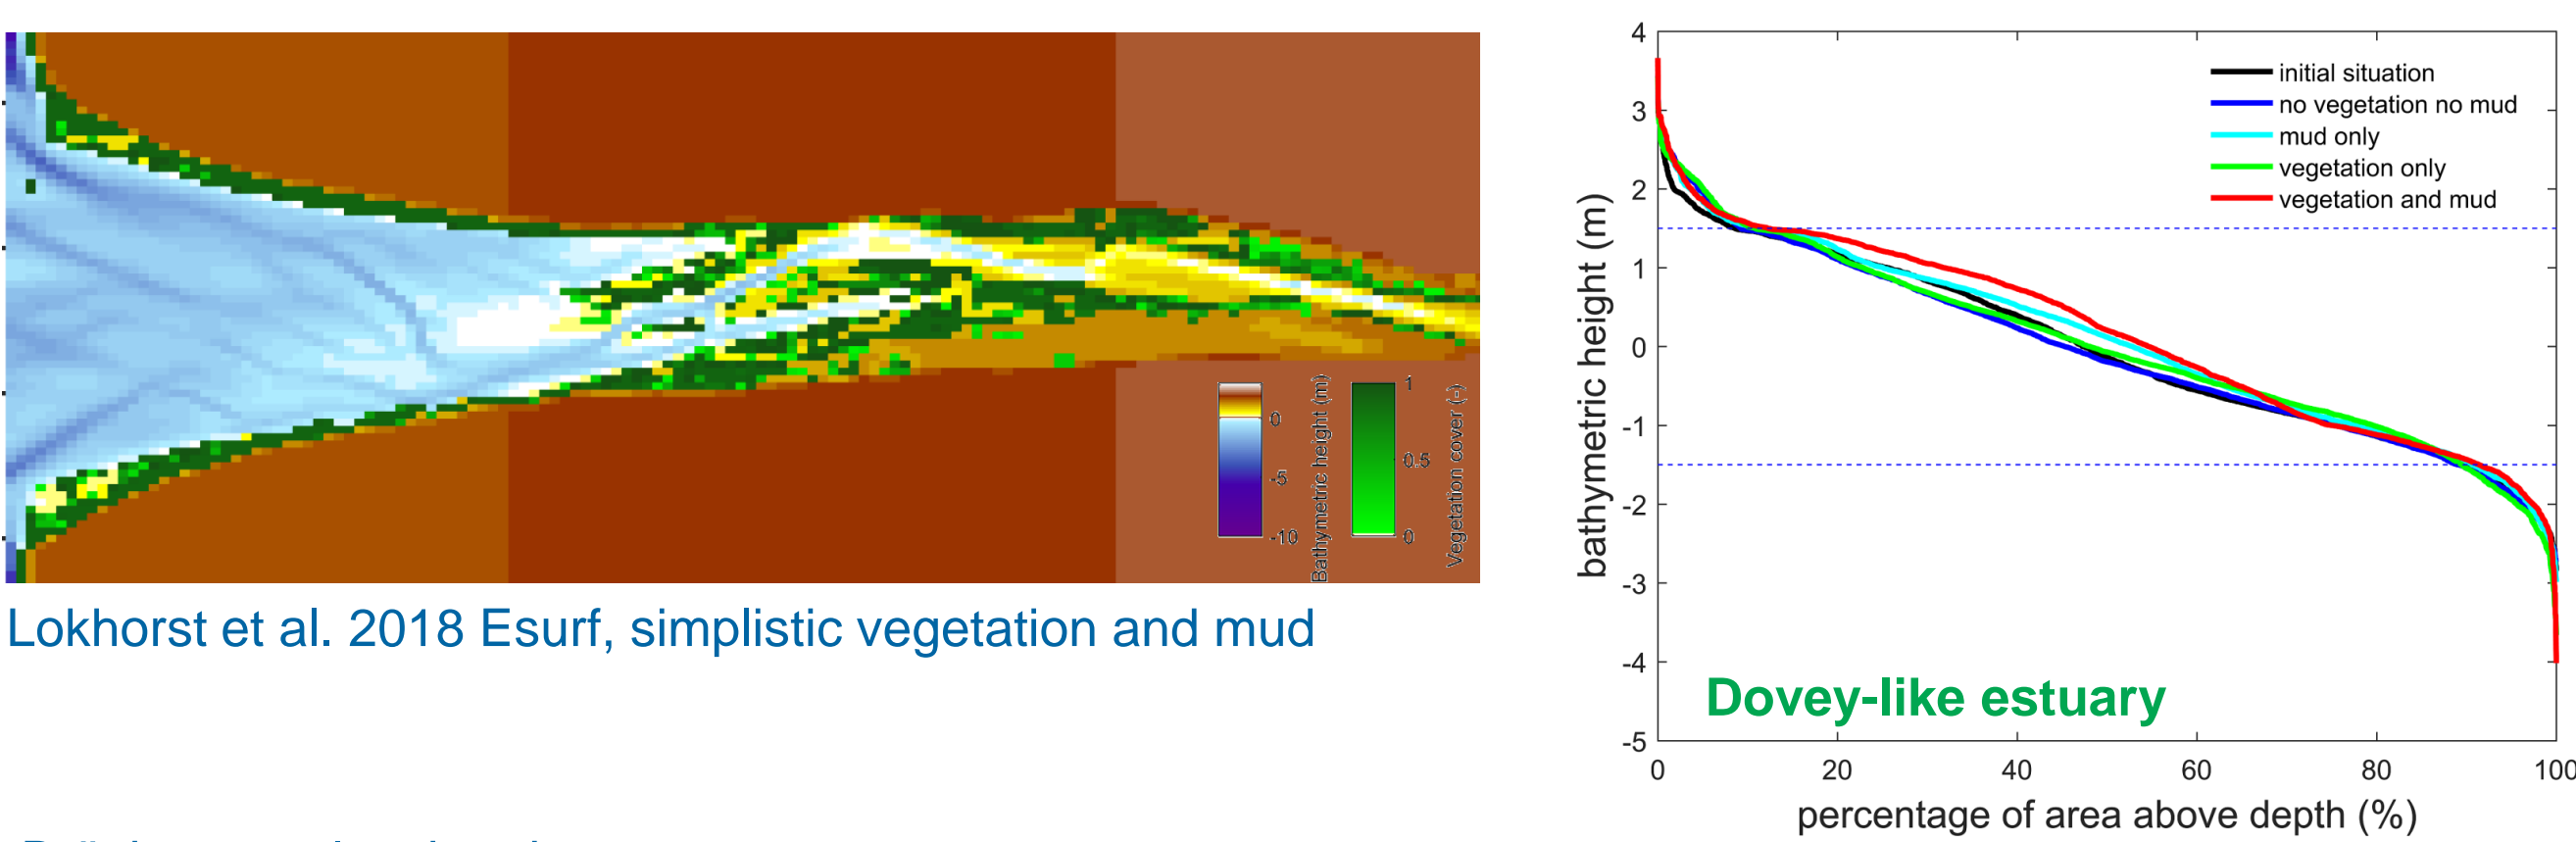 0
-5
-10
Bathymetric height (m)
1
0.5
0
Vegetation cover (-)
Lokhorst et al. 2018 Esurf, simplistic vegetation and mud
4
3
2
1
0
-1
-2
-3
-4
-5
bathymetric height (m)
initial situation
no vegetation no mud
mud only
vegetation only
vegetation and mud
Dovey-like estuary
0
20
40
60
80
100
percentage of area above depth (%)